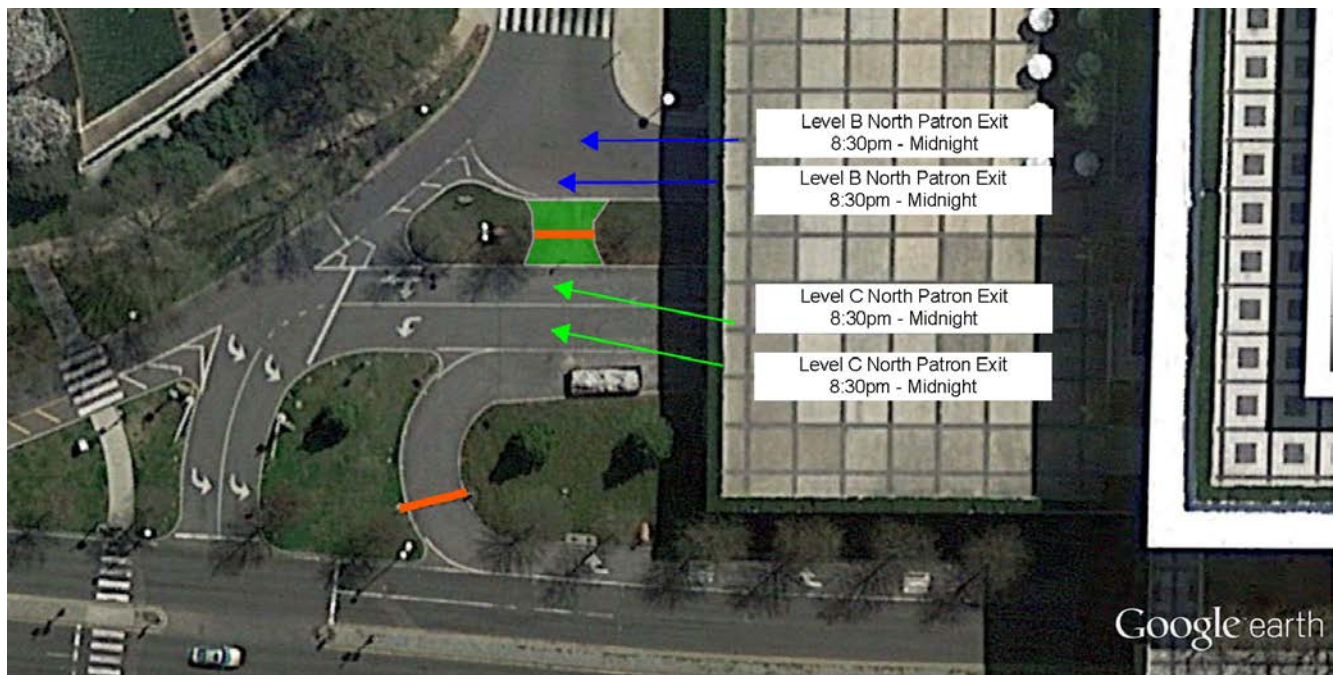 Level B North Patron Exit
8:30pm - Midnight
Level B North Patron Exit
8:30pm - Midnight
Level C North Patron Exit
8:30pm - Midnight
Level C North Patron Exit
8:30pm - Midnight
Google earth